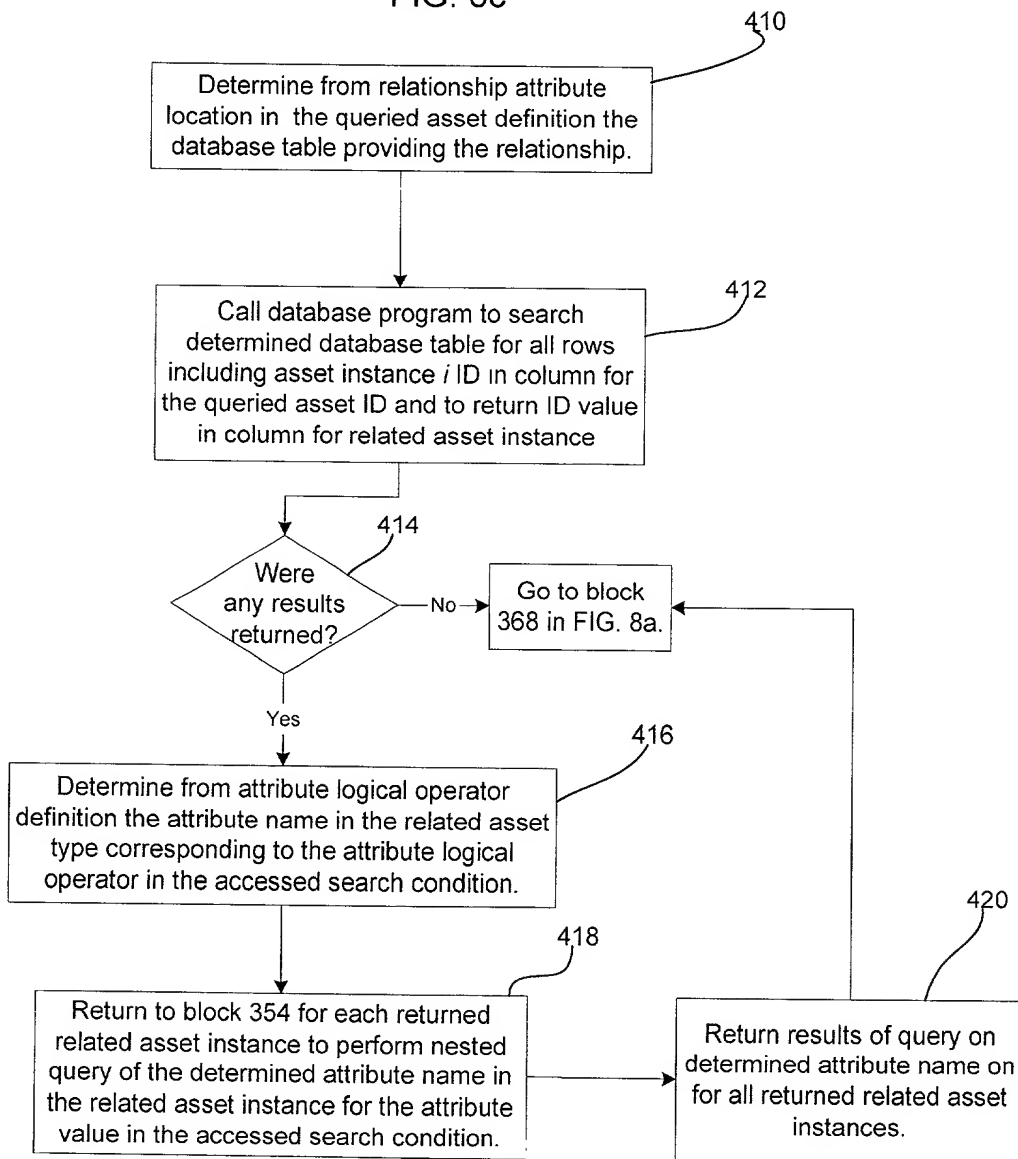 410
Determine from relationship attribute
location in the queried asset definition the
database table providing the relationship.
412
Call database program to search
determined database table for all rows
including asset instance i ID in column for
the queried asset ID and to return ID value
in column for related asset instance
414
Were
any results
returned?
No
Go to block
368 in FIG. 8a.
Yes
416
Determine from attribute logical operator
definition the attribute name in the related asset
type corresponding to the attribute logical
operator in the accessed search condition.
418
Return to block 354 for each returned
related asset instance to perform nested
query of the determined attribute name in
the related asset instance for the attribute
value in the accessed search condition.
420
Return results of query on
determined attribute name on
for all returned related asset
instances.